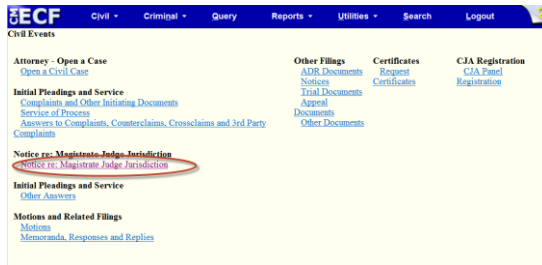 ECF Civil Criminal Query Reports Utilities Search Logout
Civil Events
Attorney - Open a Case
Open a Civil Case
Initial Pleadings and Service
Complaints and Other Initiating Documents
Service of Process
Answers to Complaints, Counterclaims, Crossclaims and 3rd Party
Complaints
Notice re: Magistrate Judge Jurisdiction
Notice re: Magistrate Judge Jurisdiction
Initial Pleadings and Service
Other Answers
Motions and Related Filings
Motions
Memoranda, Responses and Replies
Other Filings
ADR Documents
Notices
Trial Documents
Appeal
Documents
Other Documents
Certificates
Request
Certificates
CJA Registration
CJA Panel
Registration